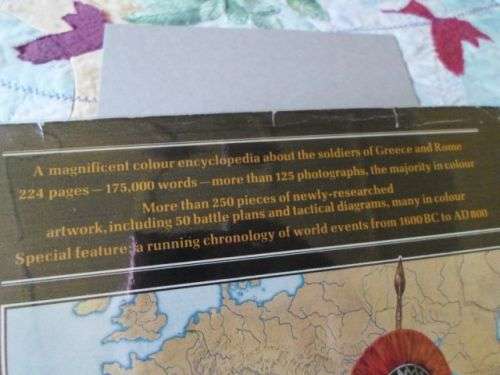 A magnificent colour encyclopedia about the soldiers of Greece and Rome
224 pages — 175,000 words — more than 125 photographs, the majority in colour
More than 250 pieces of newly-researched
artwork, including 50 battle plans and tactical diagrams, many in colour
Special feature: a running chronology of world events from 1600 BC to AD 800